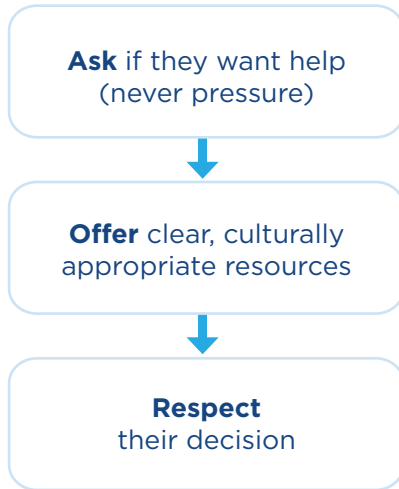 Ask if they want help
(never pressure)
Offer clear, culturally
appropriate resources
Respect
their decision